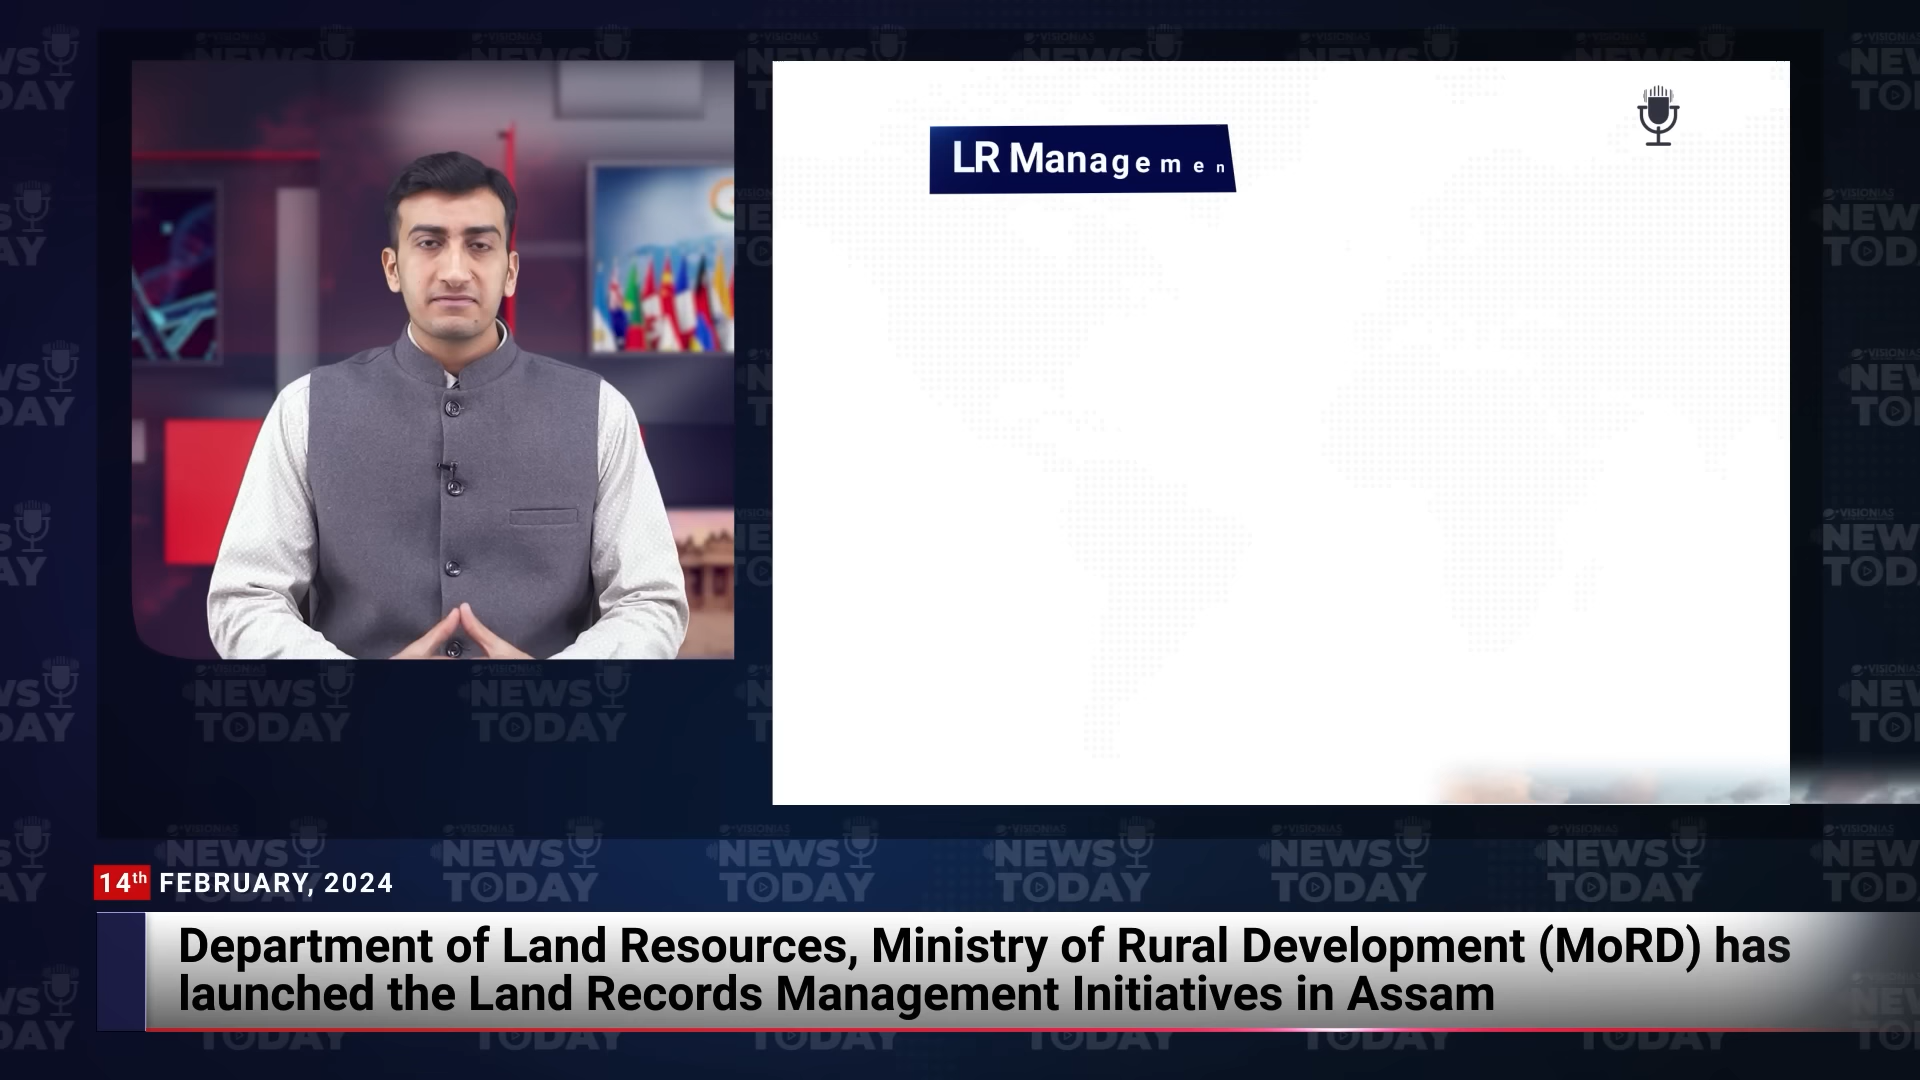 LR Managemen
14th FEBRUARY, 2024
Department of Land Resources, Ministry of Rural Development (MoRD) has
launched the Land Records Management Initiatives in Assam
VISIONIAS
NEWS
TODAY